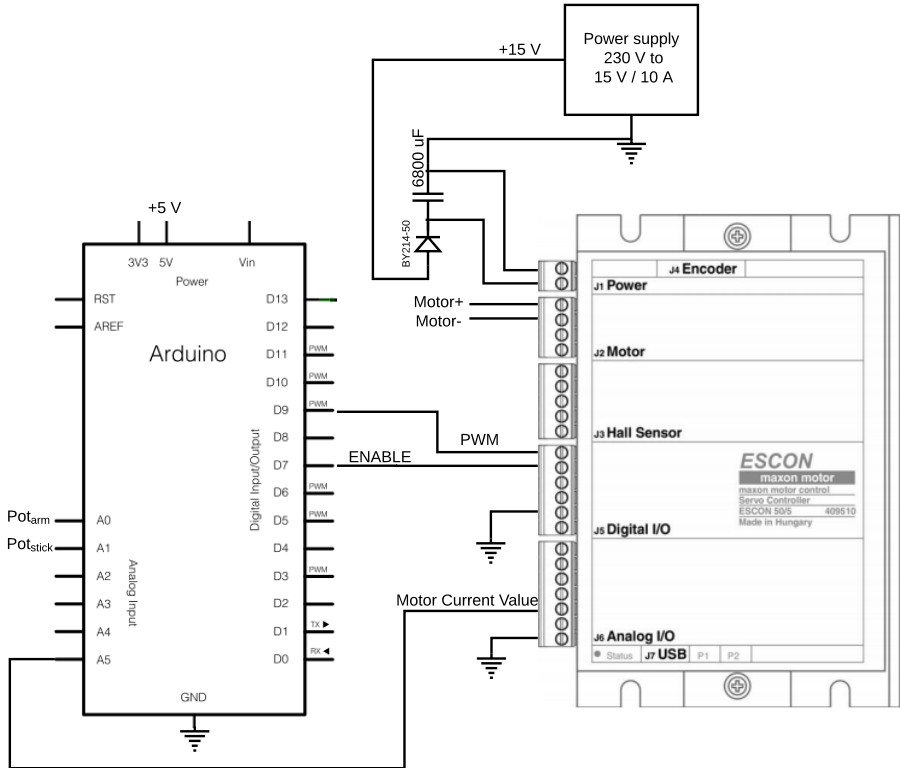 Power supply
230 V to
15 V / 10 A
+15 V
6800 uF
BY214-50
+5 V
3V3
5V
Vin
Power
RST
AREF
Arduino
D13
D12
D11
PWM
D10
PWM
D9
PWM
D8
D7
D6
PWM
D5
PWM
D4
D3
PWM
D2
D1
TX
D0
RX
Digital Input/Output
Pot arm
Pot stick
A0
A1
A2
A3
A4
A5
Analog Input
GND
Motor+
Motor-
PWM
ENABLE
Motor Current Value
J4 Encoder
J1 Power
J2 Motor
J3 Hall Sensor
ESCON
maxon motor
maxon motor control
Servo Controller
ESCON 50/5 409510
Made in Hungary
J5 Digital I/O
J6 Analog I/O
Status J7 USB P1 P2